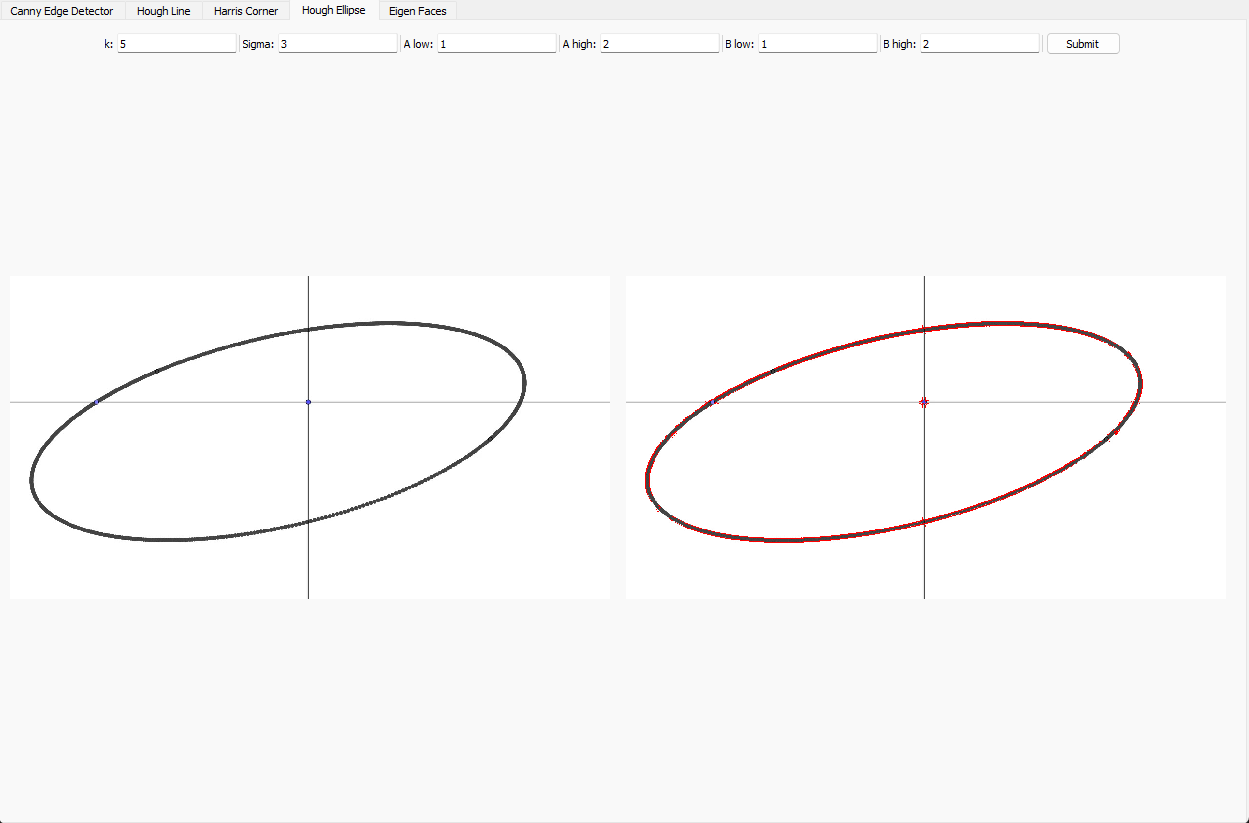 Canny Edge Detector Hough Line Harris Corner Hough Ellipse Eigen Faces
k: 5 Sigma: 3 A low: 1 A high: 2 B low: 1 B high: 2 Submit